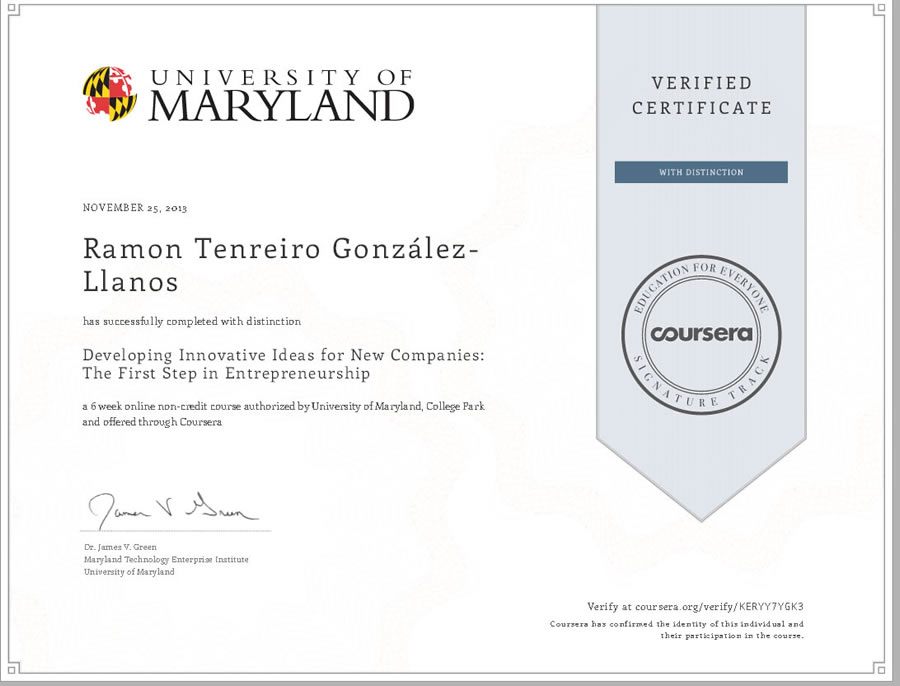 UNIVERSITY OF
MARYLAND
VERIFIED
CERTIFICATE
WITH DISTINCTION
NOVEMBER 25, 2013
Ramon Tenreiro González-
Llanos
has successfully completed with distinction
Developing Innovative Ideas for New Companies:
The First Step in Entrepreneurship
a 6 week online non-credit course authorized by University of Maryland, College Park
and offered through Coursera
EDUCATION FOR EVERYONE
coursera
SIGNATURE TRACK
James V Green
Dr. James V. Green
Maryland Technology Enterprise Institute
University of Maryland
Verify at coursera.org/verify/KERYY7YGK3
Coursera has confirmed the identity of this individual and
their participation in the course.